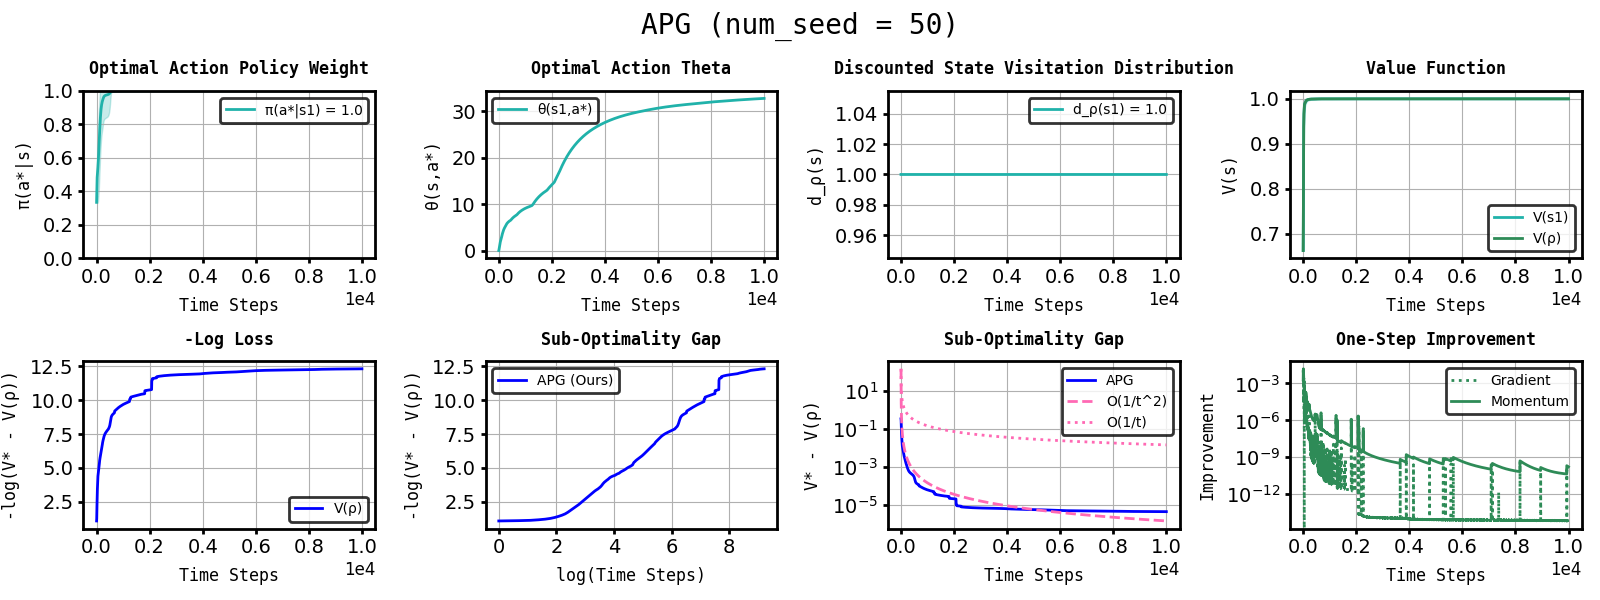 APG (num_seed = 50)
Optimal Action Policy Weight
π(a*|s)
1.0
0.8
0.6
0.4
0.2
0.0
π(a*|s1) = 1.0
0.0 0.2 0.4 0.6 0.8 1.0
1e4
Time Steps
Optimal Action Theta
θ(s,a*)
30
20
10
0
θ(s1,a*)
0.0 0.2 0.4 0.6 0.8 1.0
1e4
Time Steps
Discounted State Visitation Distribution
d_ρ(s)
1.04
1.02
1.00
0.98
0.96
d_ρ(s1) = 1.0
0.0 0.2 0.4 0.6 0.8 1.0
1e4
Time Steps
Value Function
V(s)
1.0
0.9
0.8
0.7
V(s1)
V(ρ)
0.0 0.2 0.4 0.6 0.8 1.0
1e4
Time Steps
-Log Loss
-log(V* - V(ρ))
12.5
10.0
7.5
5.0
2.5
V(ρ)
0.0 0.2 0.4 0.6 0.8 1.0
1e4
Time Steps
Sub-Optimality Gap
-log(V* - V(ρ))
12.5
10.0
7.5
5.0
2.5
APG (Ours)
0 2 4 6 8
log(Time Steps)
Sub-Optimality Gap
V* - V(ρ)
10¹
10⁻¹
10⁻³
10⁻⁵
APG
O(1/t^2)
O(1/t)
0.0 0.2 0.4 0.6 0.8 1.0
1e4
Time Steps
One-Step Improvement
Improvement
10⁻³
10⁻⁶
10⁻⁹
10⁻¹²
Gradient
Momentum
0.0 0.2 0.4 0.6 0.8 1.0
1e4
Time Steps